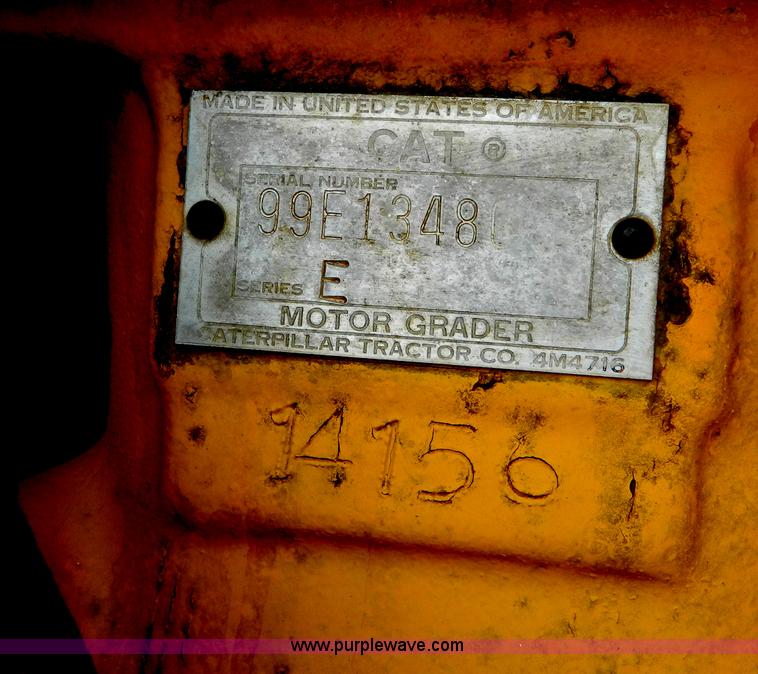 MADE IN UNITED STATES OF AMERICA
CAT ®
SERIAL NUMBER
99E1348
SERIES E
MOTOR GRADER
CATERPILLAR TRACTOR CO. 4M4716
14156
www.purplewave.com